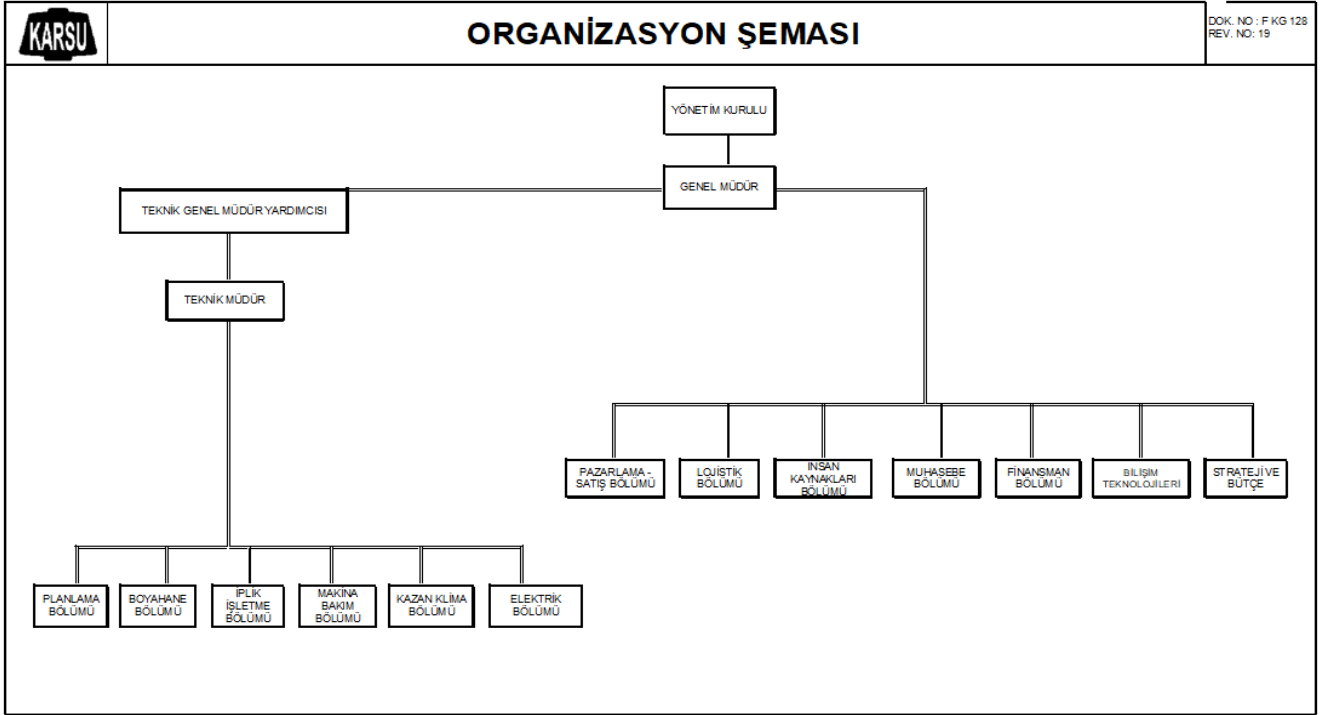 KARSU
ORGANİZASYON ŞEMASI
DOK. NO : F KG 128
REV. NO: 19
YÖNETİM KURULU
GENEL MÜDÜR
TEKNİK GENEL MÜDÜR YARDIMCISI
TEKNİK MÜDÜR
PAZARLAMA -
SATIŞ BÖLÜMÜ
LOJİSTİK
BÖLÜMÜ
INSAN
KAYNAKLARI
BÖLÜMÜ
MUHASEBE
BÖLÜMÜ
FİNANSMAN
BÖLÜMÜ
BİLİŞİM
TEKNOLOJİLERİ
STRATEJİ VE
BÜTÇE
PLANLAMA
BÖLÜMÜ
BOYAHANE
BÖLÜMÜ
İPLİK
İŞLETME
BÖLÜMÜ
MAKİNA
BAKIM
BÖLÜMÜ
KAZAN KLİMA
BÖLÜMÜ
ELEKTRİK
BÖLÜMÜ